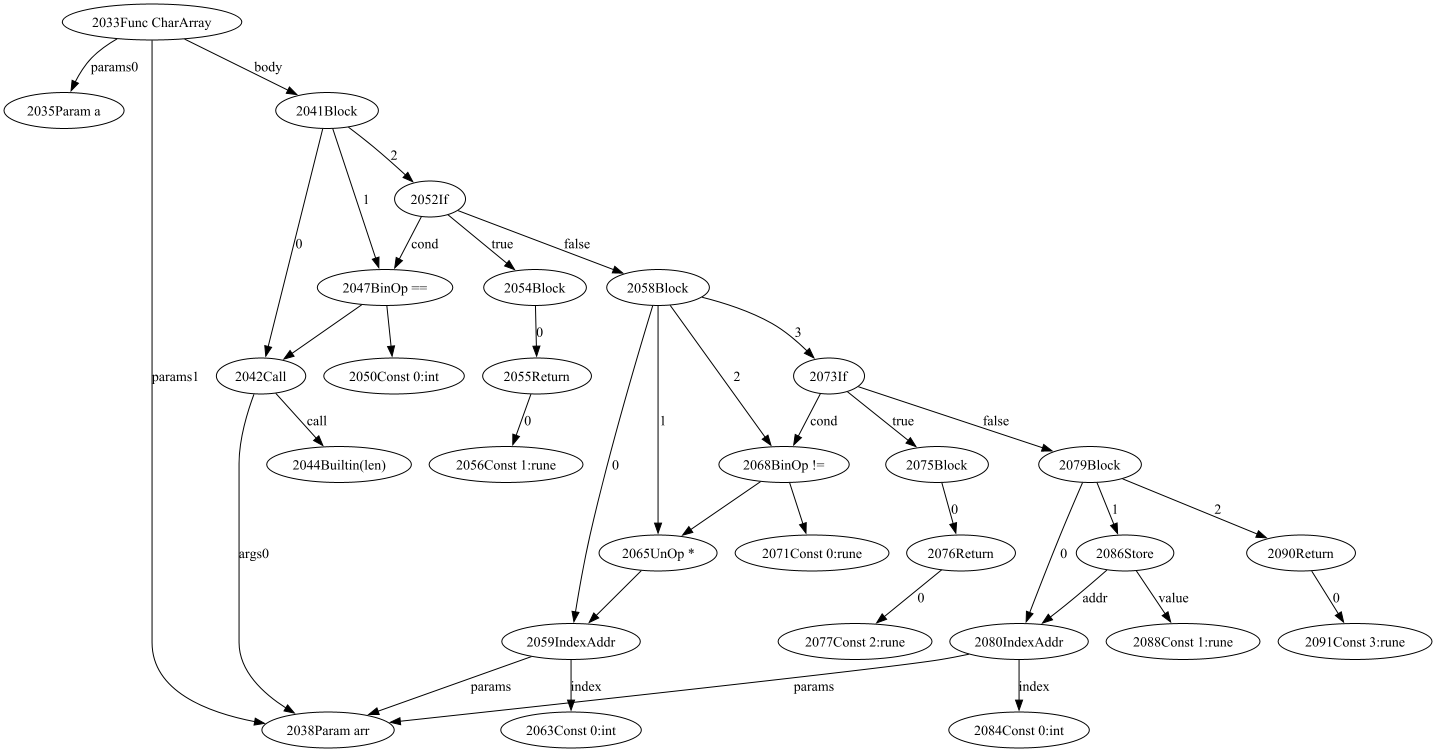 2033Func CharArray
params0
body
2035Param a
2041Block
2
2052If
1
0
cond
true
false
2047BinOp ==
2054Block
2058Block
0
3
params1
2042Call
2050Const 0:int
2055Return
2
2073If
call
0
1
cond
true
false
2044Builtin(len)
2056Const 1:rune
0
2068BinOp !=
2075Block
2079Block
0
1
2
args0
2065UnOp *
2071Const 0:rune
2076Return
0
2086Store
2090Return
0
addr
value
0
2059IndexAddr
2077Const 2:rune
2080IndexAddr
2088Const 1:rune
2091Const 3:rune
params
index
params
index
2038Param arr
2063Const 0:int
2084Const 0:int